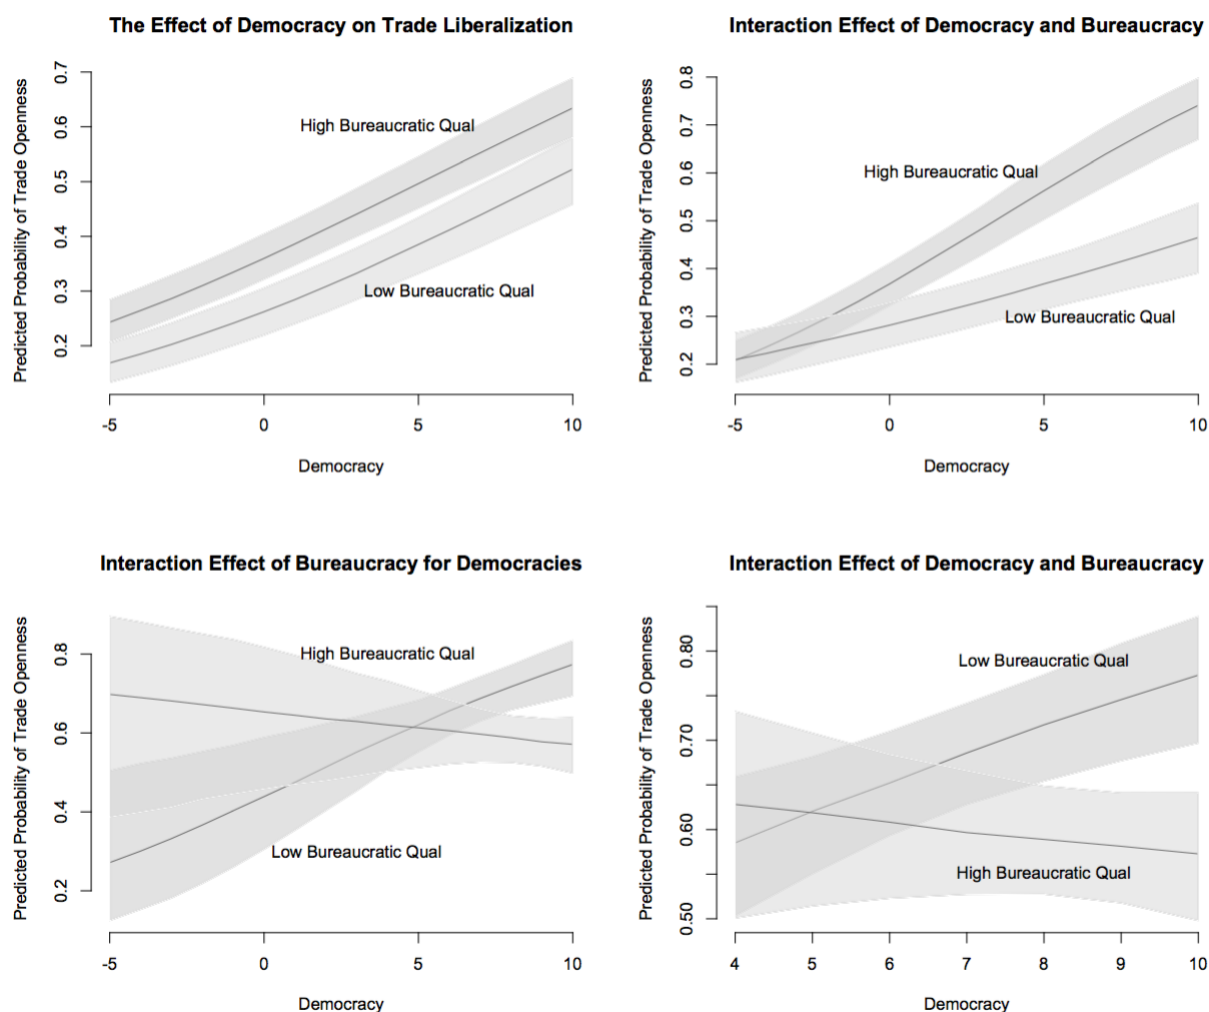 The Effect of Democracy on Trade Liberalization
Predicted Probability of Trade Openness
0.7
0.6
0.5
0.4
0.3
0.2
High Bureaucratic Qual
Low Bureaucratic Qual
-5
0
5
10
Democracy
Interaction Effect of Democracy and Bureaucracy
Predicted Probability of Trade Openness
0.8
0.7
0.6
0.5
0.4
0.3
0.2
High Bureaucratic Qual
Low Bureaucratic Qual
-5
0
5
10
Democracy
Interaction Effect of Bureaucracy for Democracies
Predicted Probability of Trade Openness
0.8
0.6
0.4
0.2
High Bureaucratic Qual
Low Bureaucratic Qual
-5
0
5
10
Democracy
Interaction Effect of Democracy and Bureaucracy
Predicted Probability of Trade Openness
0.80
0.70
0.60
0.50
Low Bureaucratic Qual
High Bureaucratic Qual
4
5
6
7
8
9
10
Democracy